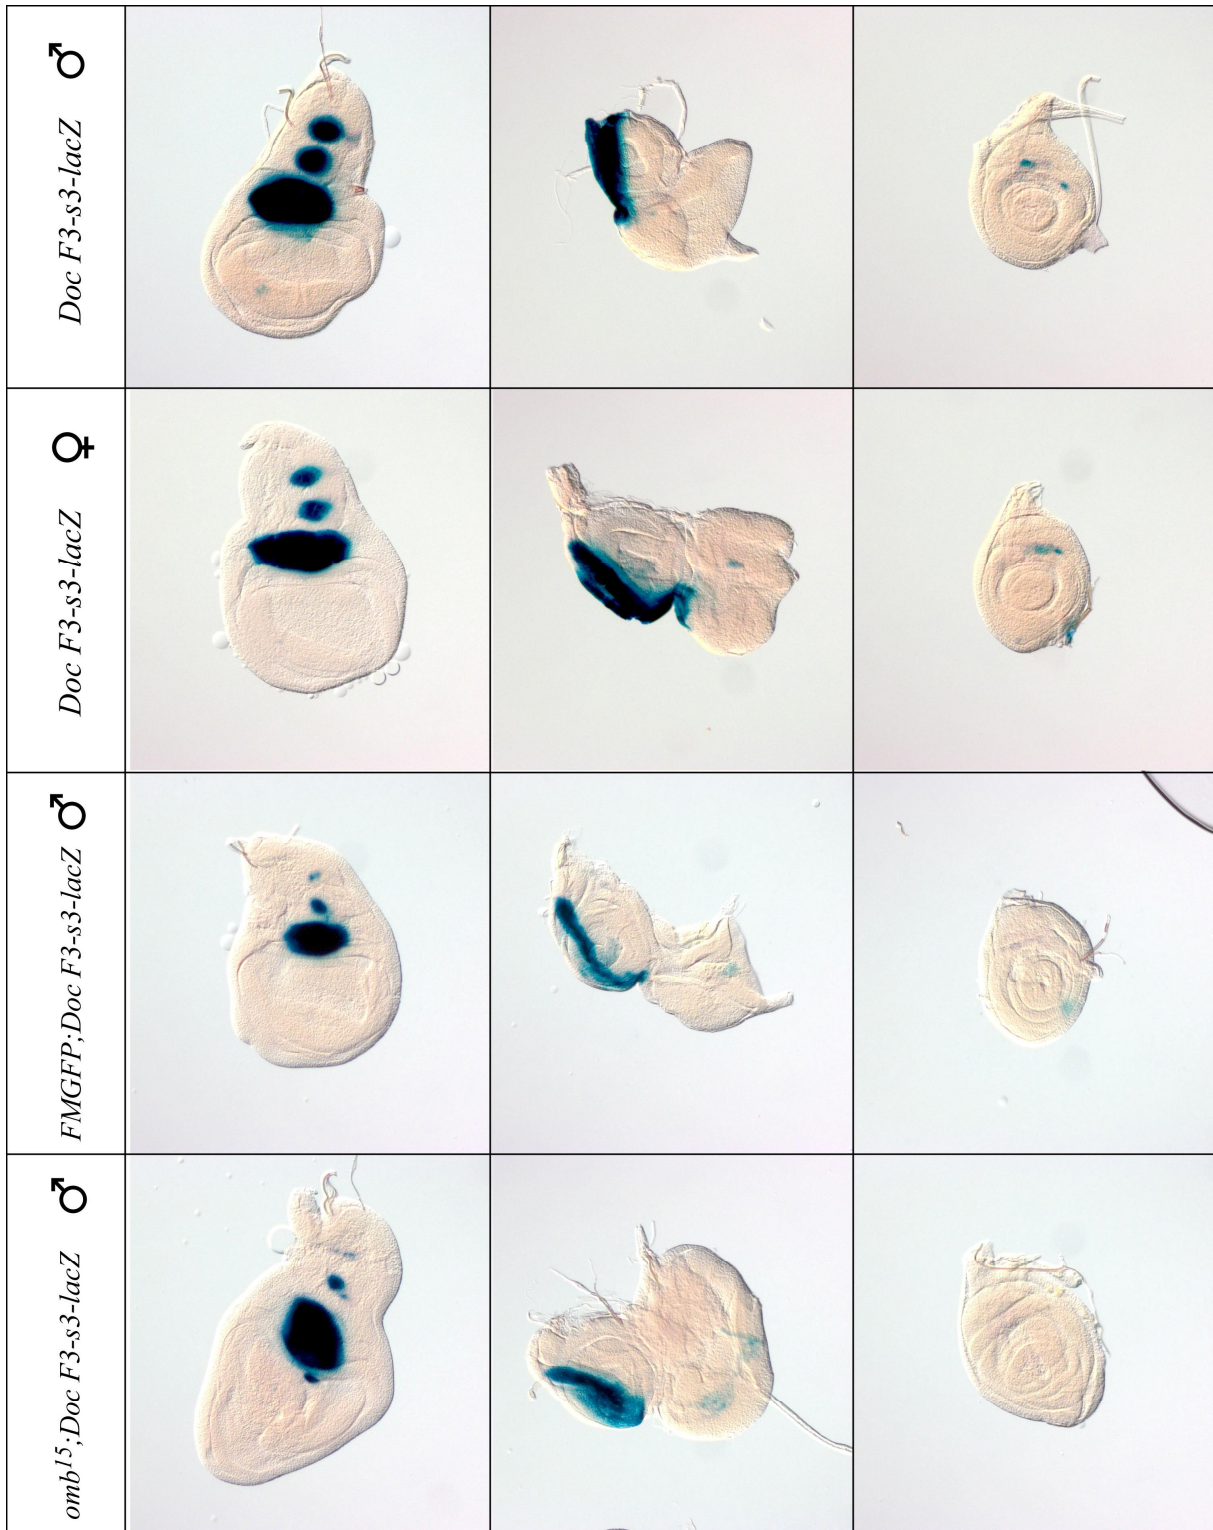 Doc F3-s3-lacZ ♂
Doc F3-s3-lacZ ♀
FMGFP;Doc F3-s3-lacZ ♂
omb¹⁵;Doc F3-s3-lacZ ♂